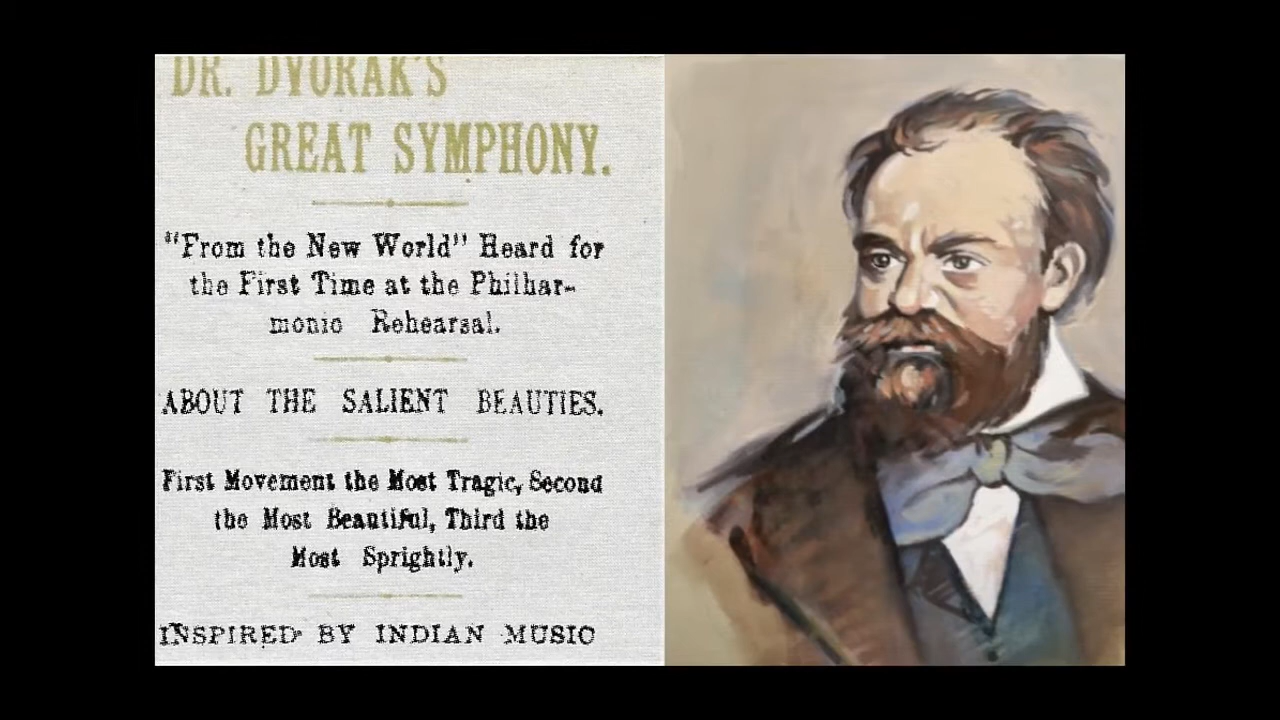 DR. DVORAK'S
GREAT SYMPHONY.
"From the New World" Heard for
the First Time at the Philhar-
monic Rehearsal.
ABOUT THE SALIENT BEAUTIES.
First Movement the Most Tragic, Second
the Most Beautiful, Third the
Most Sprightly.
INSPIRED BY INDIAN MUSIC